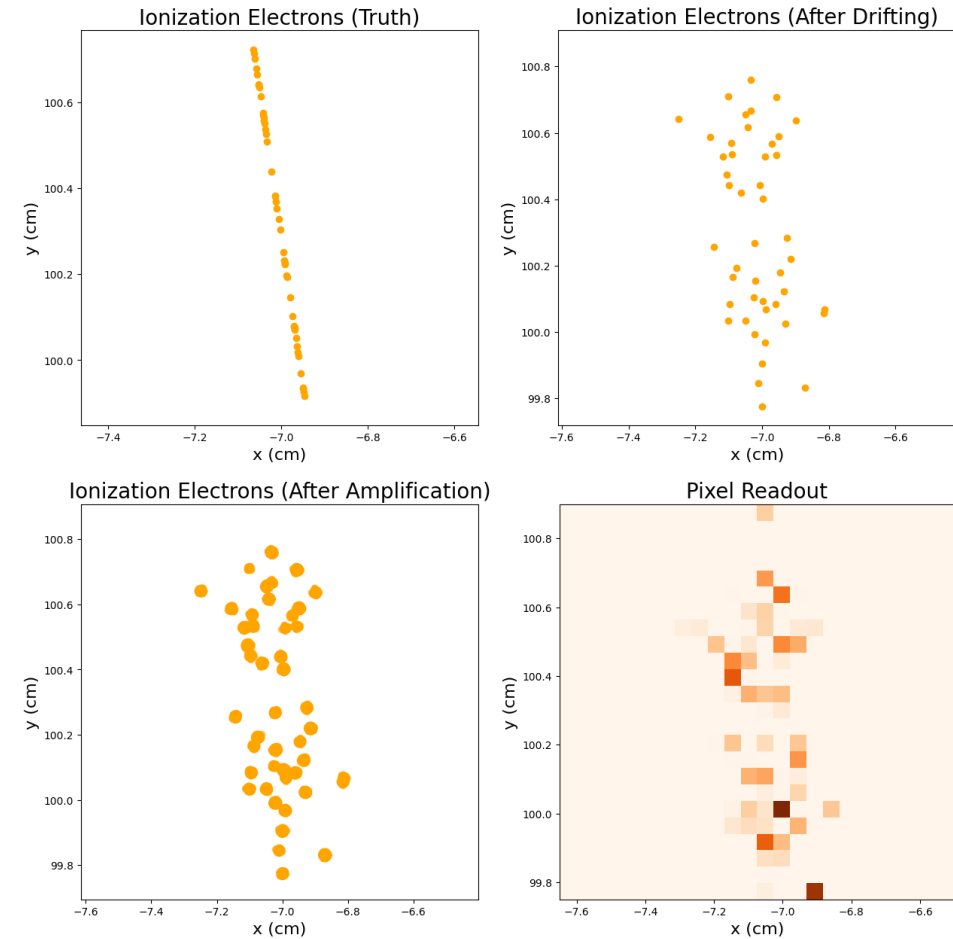 Ionization Electrons (Truth)
y (cm)
100.6
100.4
100.2
100.0
−7.4 −7.2 −7.0 −6.8 −6.6
x (cm)
Ionization Electrons (After Drifting)
y (cm)
100.8
100.6
100.4
100.2
100.0
99.8
−7.6 −7.4 −7.2 −7.0 −6.8 −6.6
x (cm)
Ionization Electrons (After Amplification)
y (cm)
100.8
100.6
100.4
100.2
100.0
99.8
−7.6 −7.4 −7.2 −7.0 −6.8 −6.6
x (cm)
Pixel Readout
y (cm)
100.8
100.6
100.4
100.2
100.0
99.8
−7.6 −7.4 −7.2 −7.0 −6.8 −6.6
x (cm)